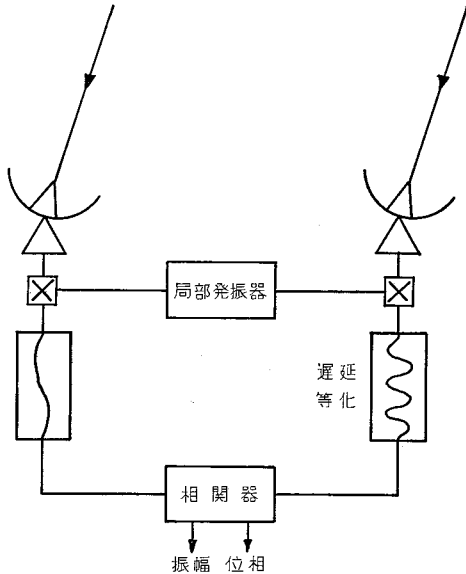 局部発振器
遅延
等化
相関器
振幅 位相